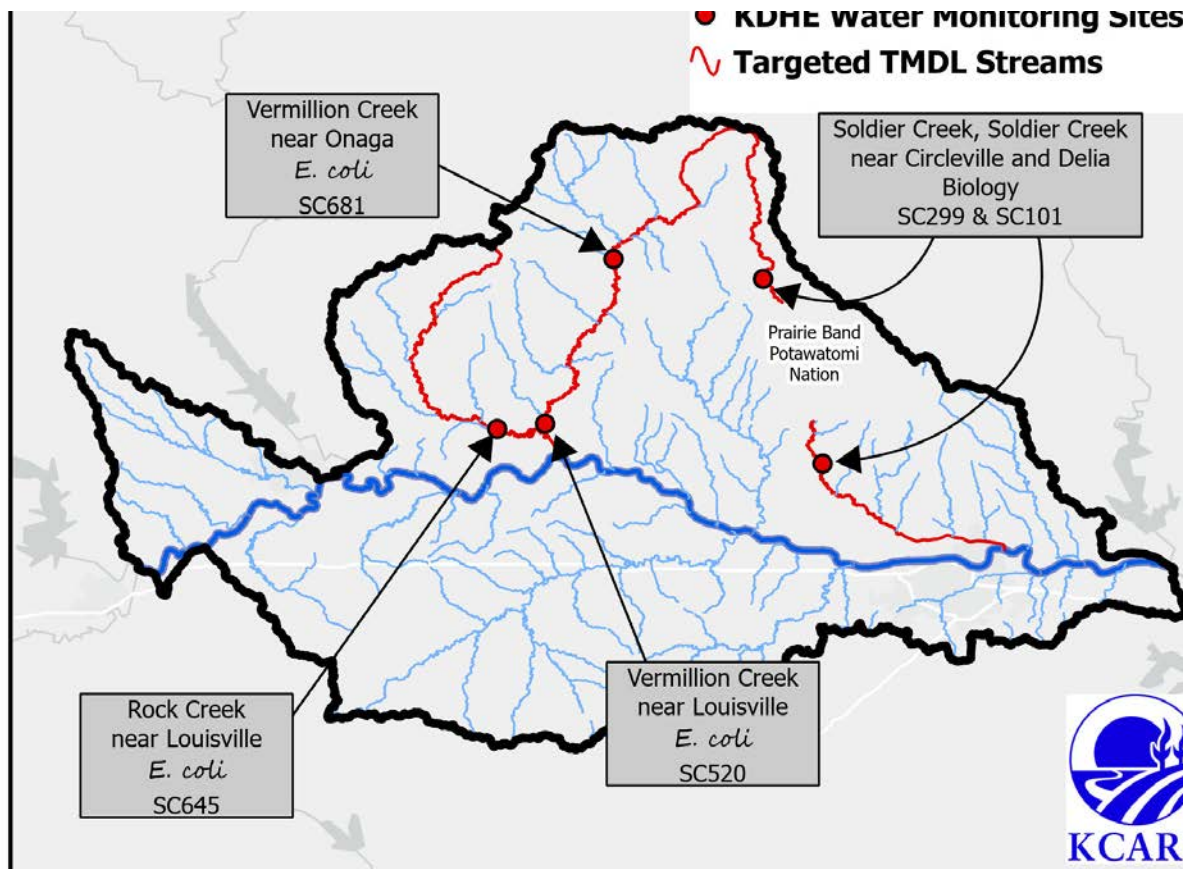 KDHE Water Monitoring Sites
Targeted TMDL Streams
Vermillion Creek
near Onaga
E. coli
SC681
Soldier Creek, Soldier Creek
near Circleville and Delia
Biology
SC299 & SC101
Prairie Band
Potawatomi
Nation
Rock Creek
near Louisville
E. coli
SC645
Vermillion Creek
near Louisville
E. coli
SC520
KCAR